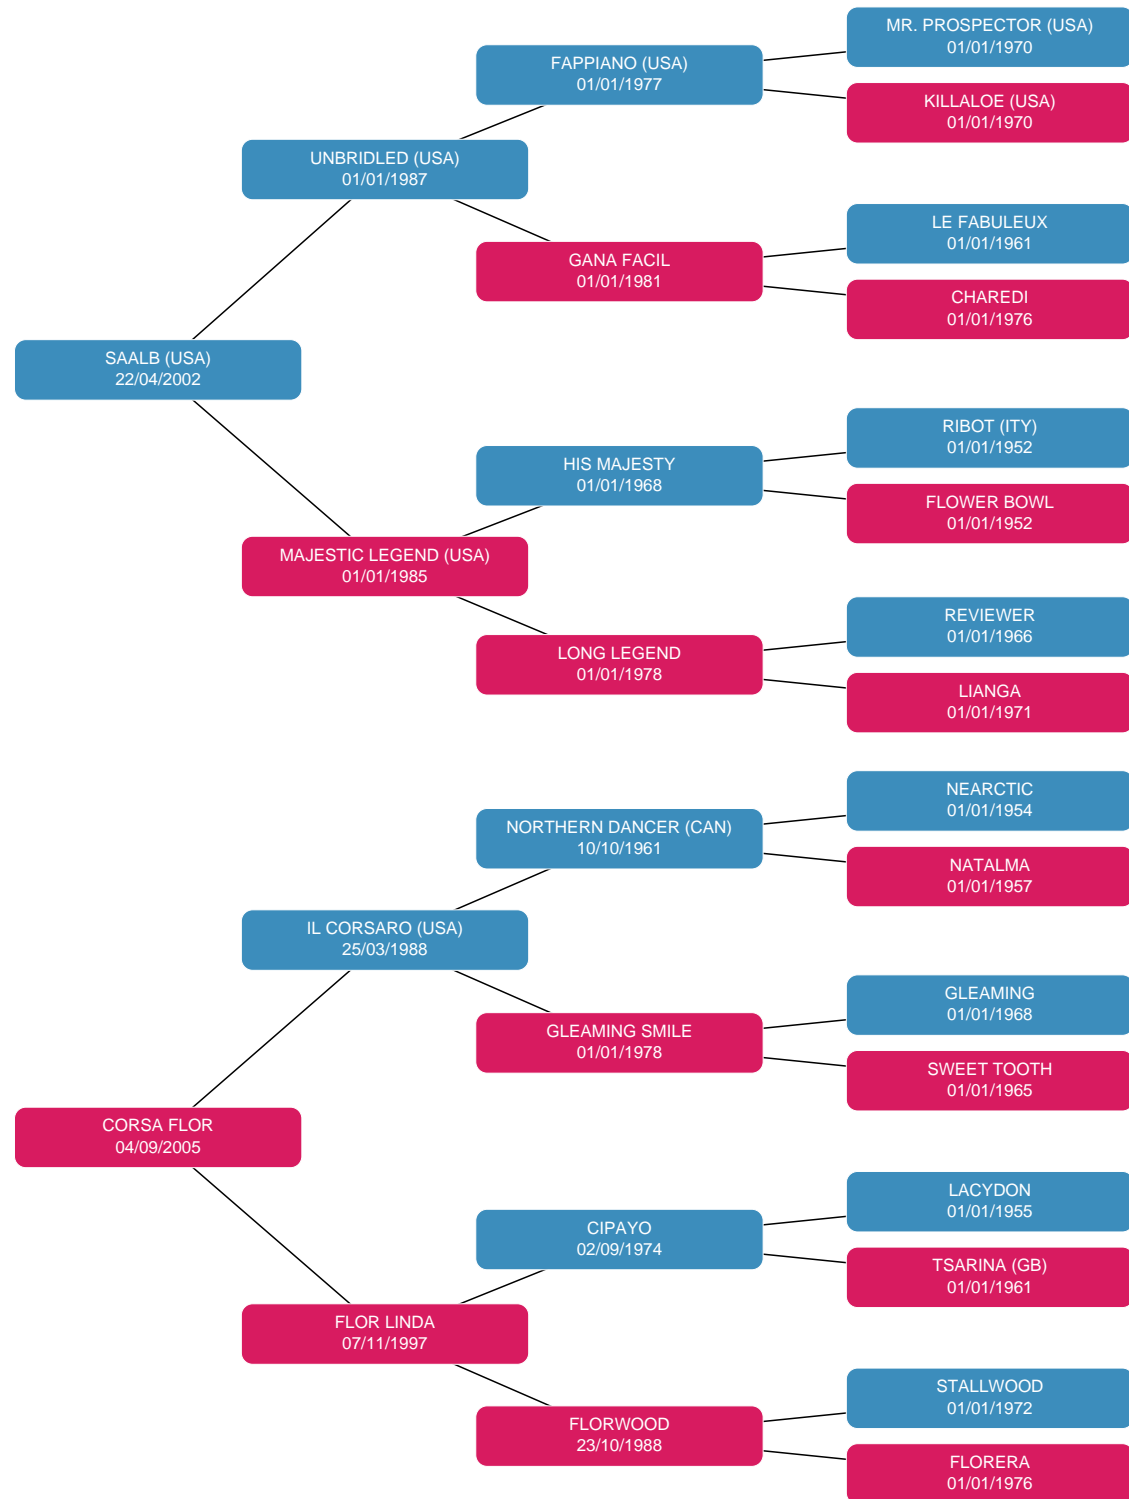 MR. PROSPECTOR (USA)
01/01/1970
FAPPIANO (USA)
01/01/1977
KILLALOE (USA)
01/01/1970
UNBRIDLED (USA)
01/01/1987
LE FABULEUX
01/01/1961
GANA FACIL
01/01/1981
CHAREDI
01/01/1976
SAALB (USA)
22/04/2002
RIBOT (ITY)
01/01/1952
HIS MAJESTY
01/01/1968
FLOWER BOWL
01/01/1952
MAJESTIC LEGEND (USA)
01/01/1985
REVIEWER
01/01/1966
LONG LEGEND
01/01/1978
LIANGA
01/01/1971
NEARCTIC
01/01/1954
NORTHERN DANCER (CAN)
10/10/1961
NATALMA
01/01/1957
IL CORSARO (USA)
25/03/1988
GLEAMING
01/01/1968
GLEAMING SMILE
01/01/1978
SWEET TOOTH
01/01/1965
CORSA FLOR
04/09/2005
LACYDON
01/01/1955
CIPAYO
02/09/1974
TSARINA (GB)
01/01/1961
FLOR LINDA
07/11/1997
STALLWOOD
01/01/1972
FLORWOOD
23/10/1988
FLORERA
01/01/1976